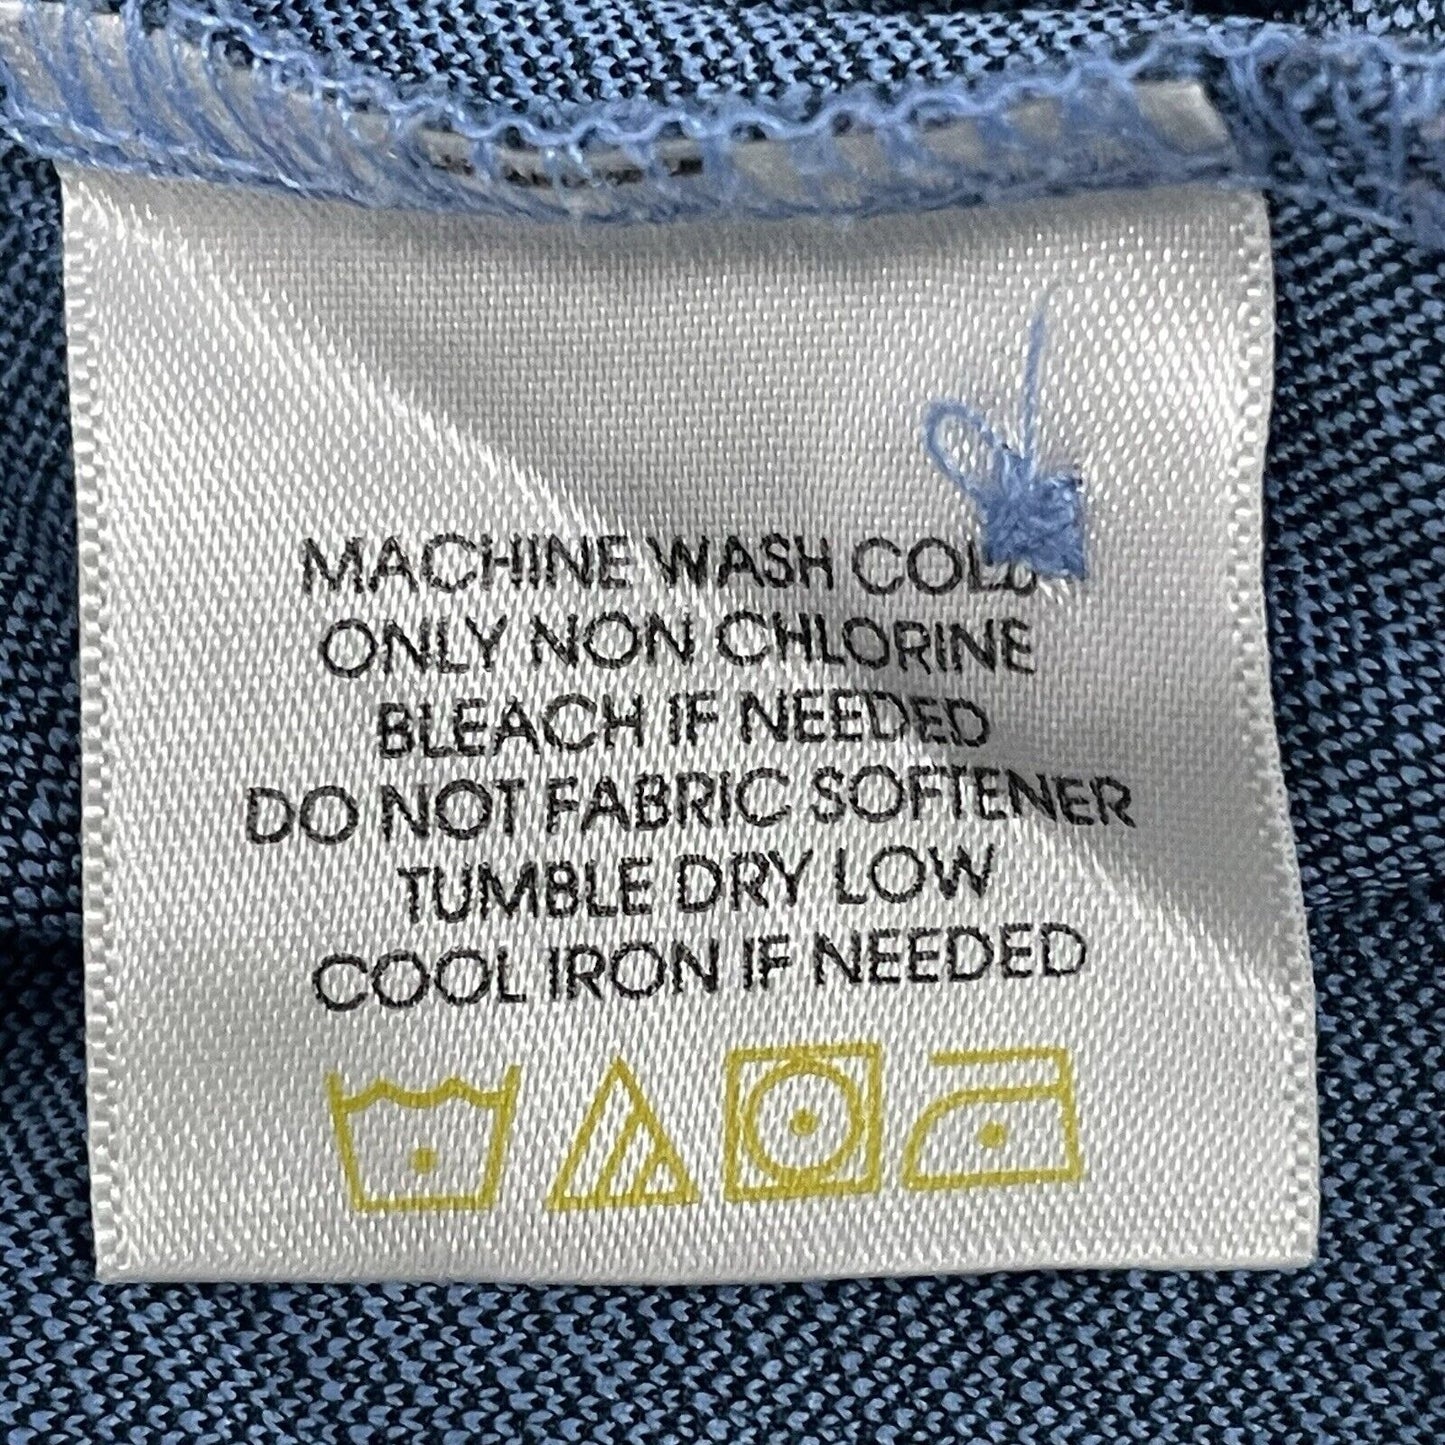 MACHINE WASH COLD
ONLY NON CHLORINE
BLEACH IF NEEDED
DO NOT FABRIC SOFTENER
TUMBLE DRY LOW
COOL IRON IF NEEDED